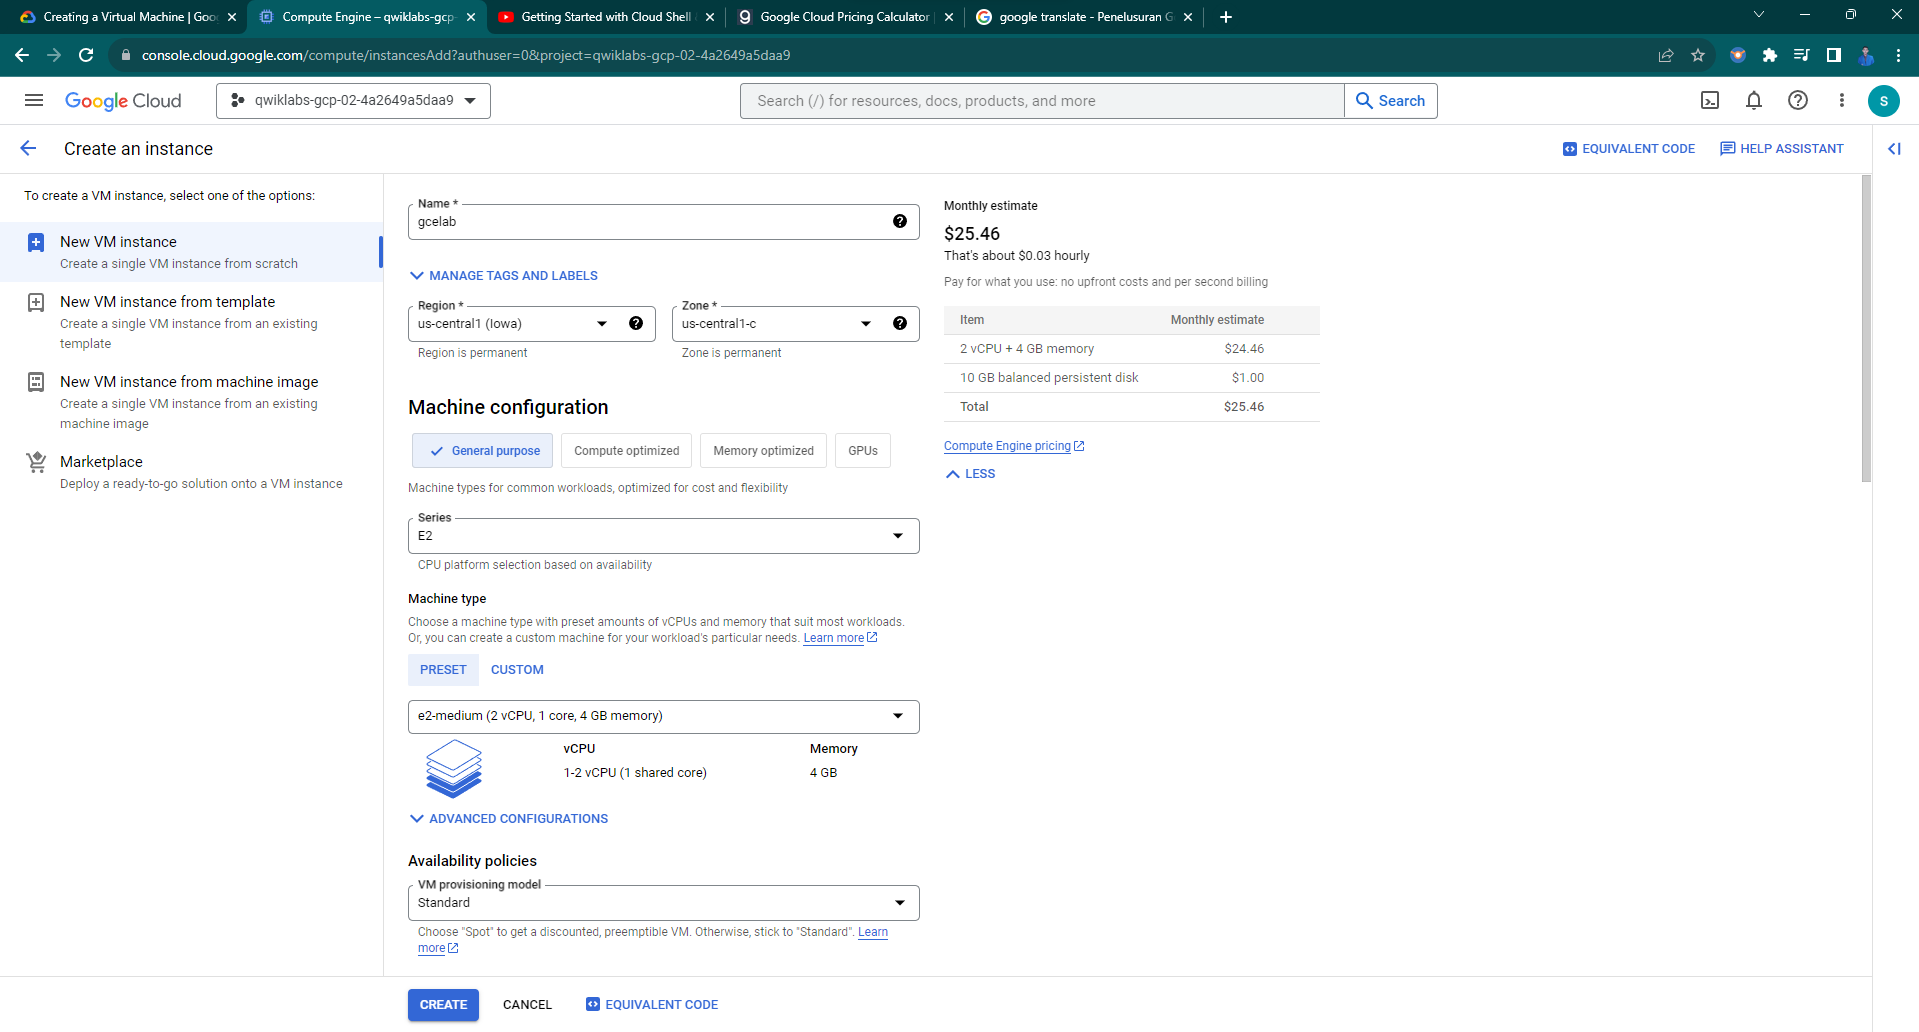 Creating a Virtual Machine | Goo
Compute Engine – qwiklabs-gcp-
Getting Started with Cloud Shell
Google Cloud Pricing Calculator
google translate - Penelusuran G
console.cloud.google.com/compute/instancesAdd?authuser=0&project=qwiklabs-gcp-02-4a2649a5daa9
Google Cloud
qwiklabs-gcp-02-4a2649a5daa9
Search (/) for resources, docs, products, and more
Search
S
Create an instance
EQUIVALENT CODE
HELP ASSISTANT
To create a VM instance, select one of the options:
New VM instance
Create a single VM instance from scratch
New VM instance from template
Create a single VM instance from an existing
template
New VM instance from machine image
Create a single VM instance from an existing
machine image
Marketplace
Deploy a ready-to-go solution onto a VM instance
Name *
gcelab
MANAGE TAGS AND LABELS
Region *
us-central1 (Iowa)
Region is permanent
Zone *
us-central1-c
Zone is permanent
Machine configuration
General purpose
Compute optimized
Memory optimized
GPUs
Machine types for common workloads, optimized for cost and flexibility
Series
E2
CPU platform selection based on availability
Machine type
Choose a machine type with preset amounts of vCPUs and memory that suit most workloads.
Or, you can create a custom machine for your workload's particular needs. Learn more
PRESET
CUSTOM
e2-medium (2 vCPU, 1 core, 4 GB memory)
vCPU
1-2 vCPU (1 shared core)
Memory
4 GB
ADVANCED CONFIGURATIONS
Availability policies
VM provisioning model
Standard
Choose "Spot" to get a discounted, preemptible VM. Otherwise, stick to "Standard". Learn
more
CREATE
CANCEL
EQUIVALENT CODE
Monthly estimate
$25.46
That's about $0.03 hourly
Pay for what you use: no upfront costs and per second billing
Item Monthly estimate
2 vCPU + 4 GB memory $24.46
10 GB balanced persistent disk $1.00
Total $25.46
Compute Engine pricing
LESS